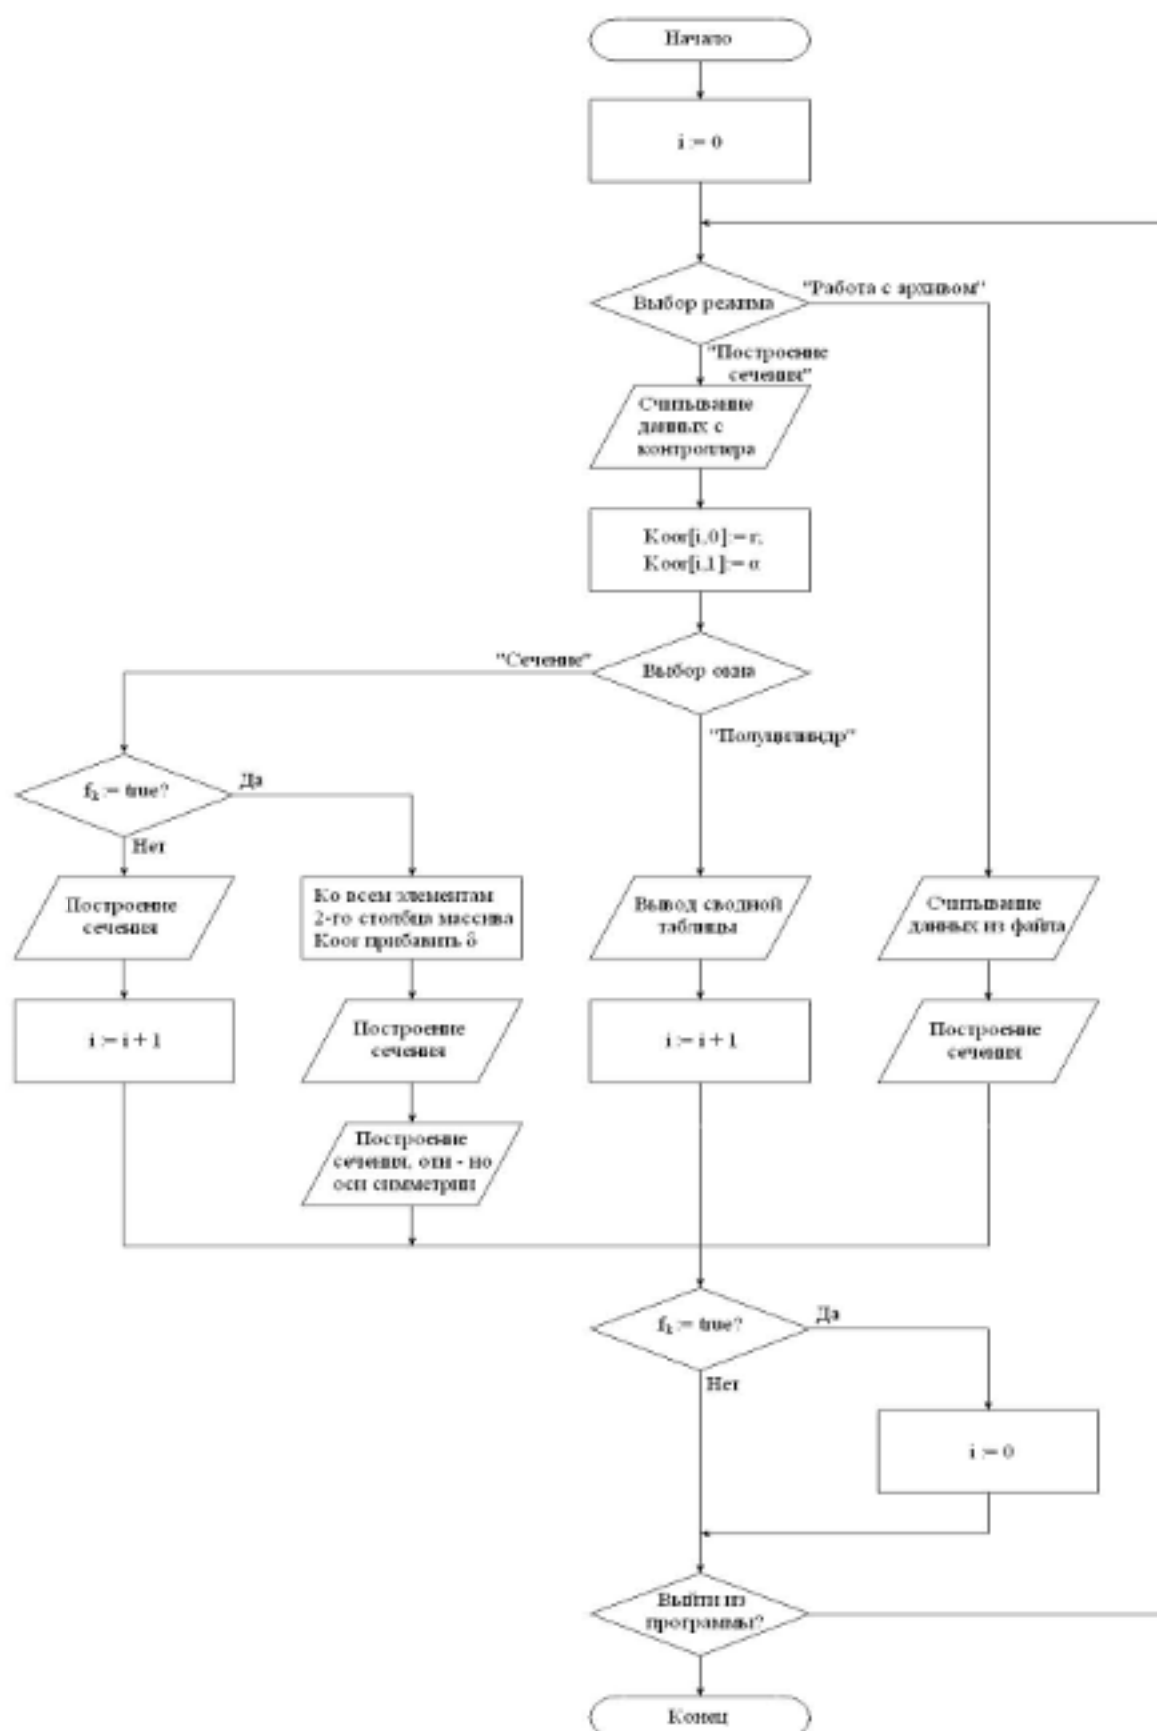 Начало
i := 0
Выбор режима
"Работа с архивом"
"Построение
сечения"
Считывание
данных с
контроллера
Koor[i,0]:= r;
Koor[i,1]:= α
Выбор окна
"Сечение"
"Полуцилиндр"
fk := true?
Да
Нет
Построение
сечения
i := i + 1
Ко всем элементам
2-го столбца массива
Koor прибавить δ
Построение
сечения
Построение
сечения, отн - но
оси симметрии
Вывод сводной
таблицы
i := i + 1
Считывание
данных из файла
Построение
сечения
fk := true?
Да
Нет
i := 0
Выйти из
программы?
Конец